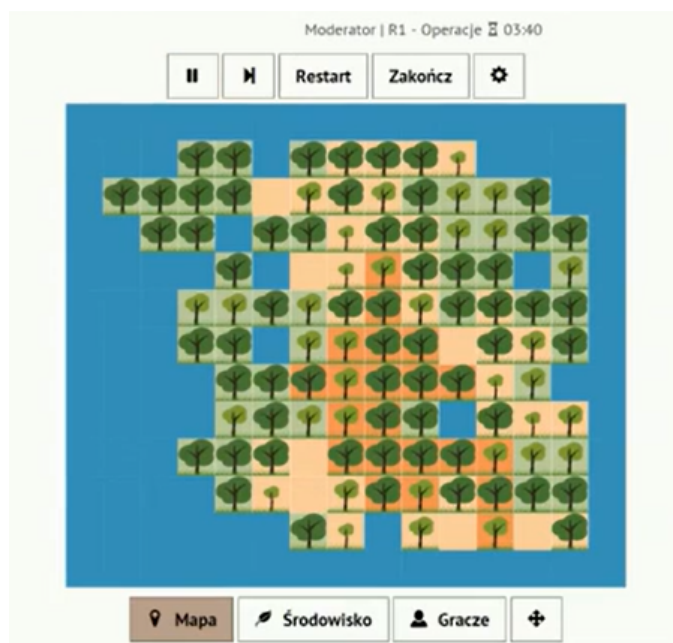 Moderator | R1 - Operacje 03:40
Restart Zakończ
Mapa Środowisko Gracze